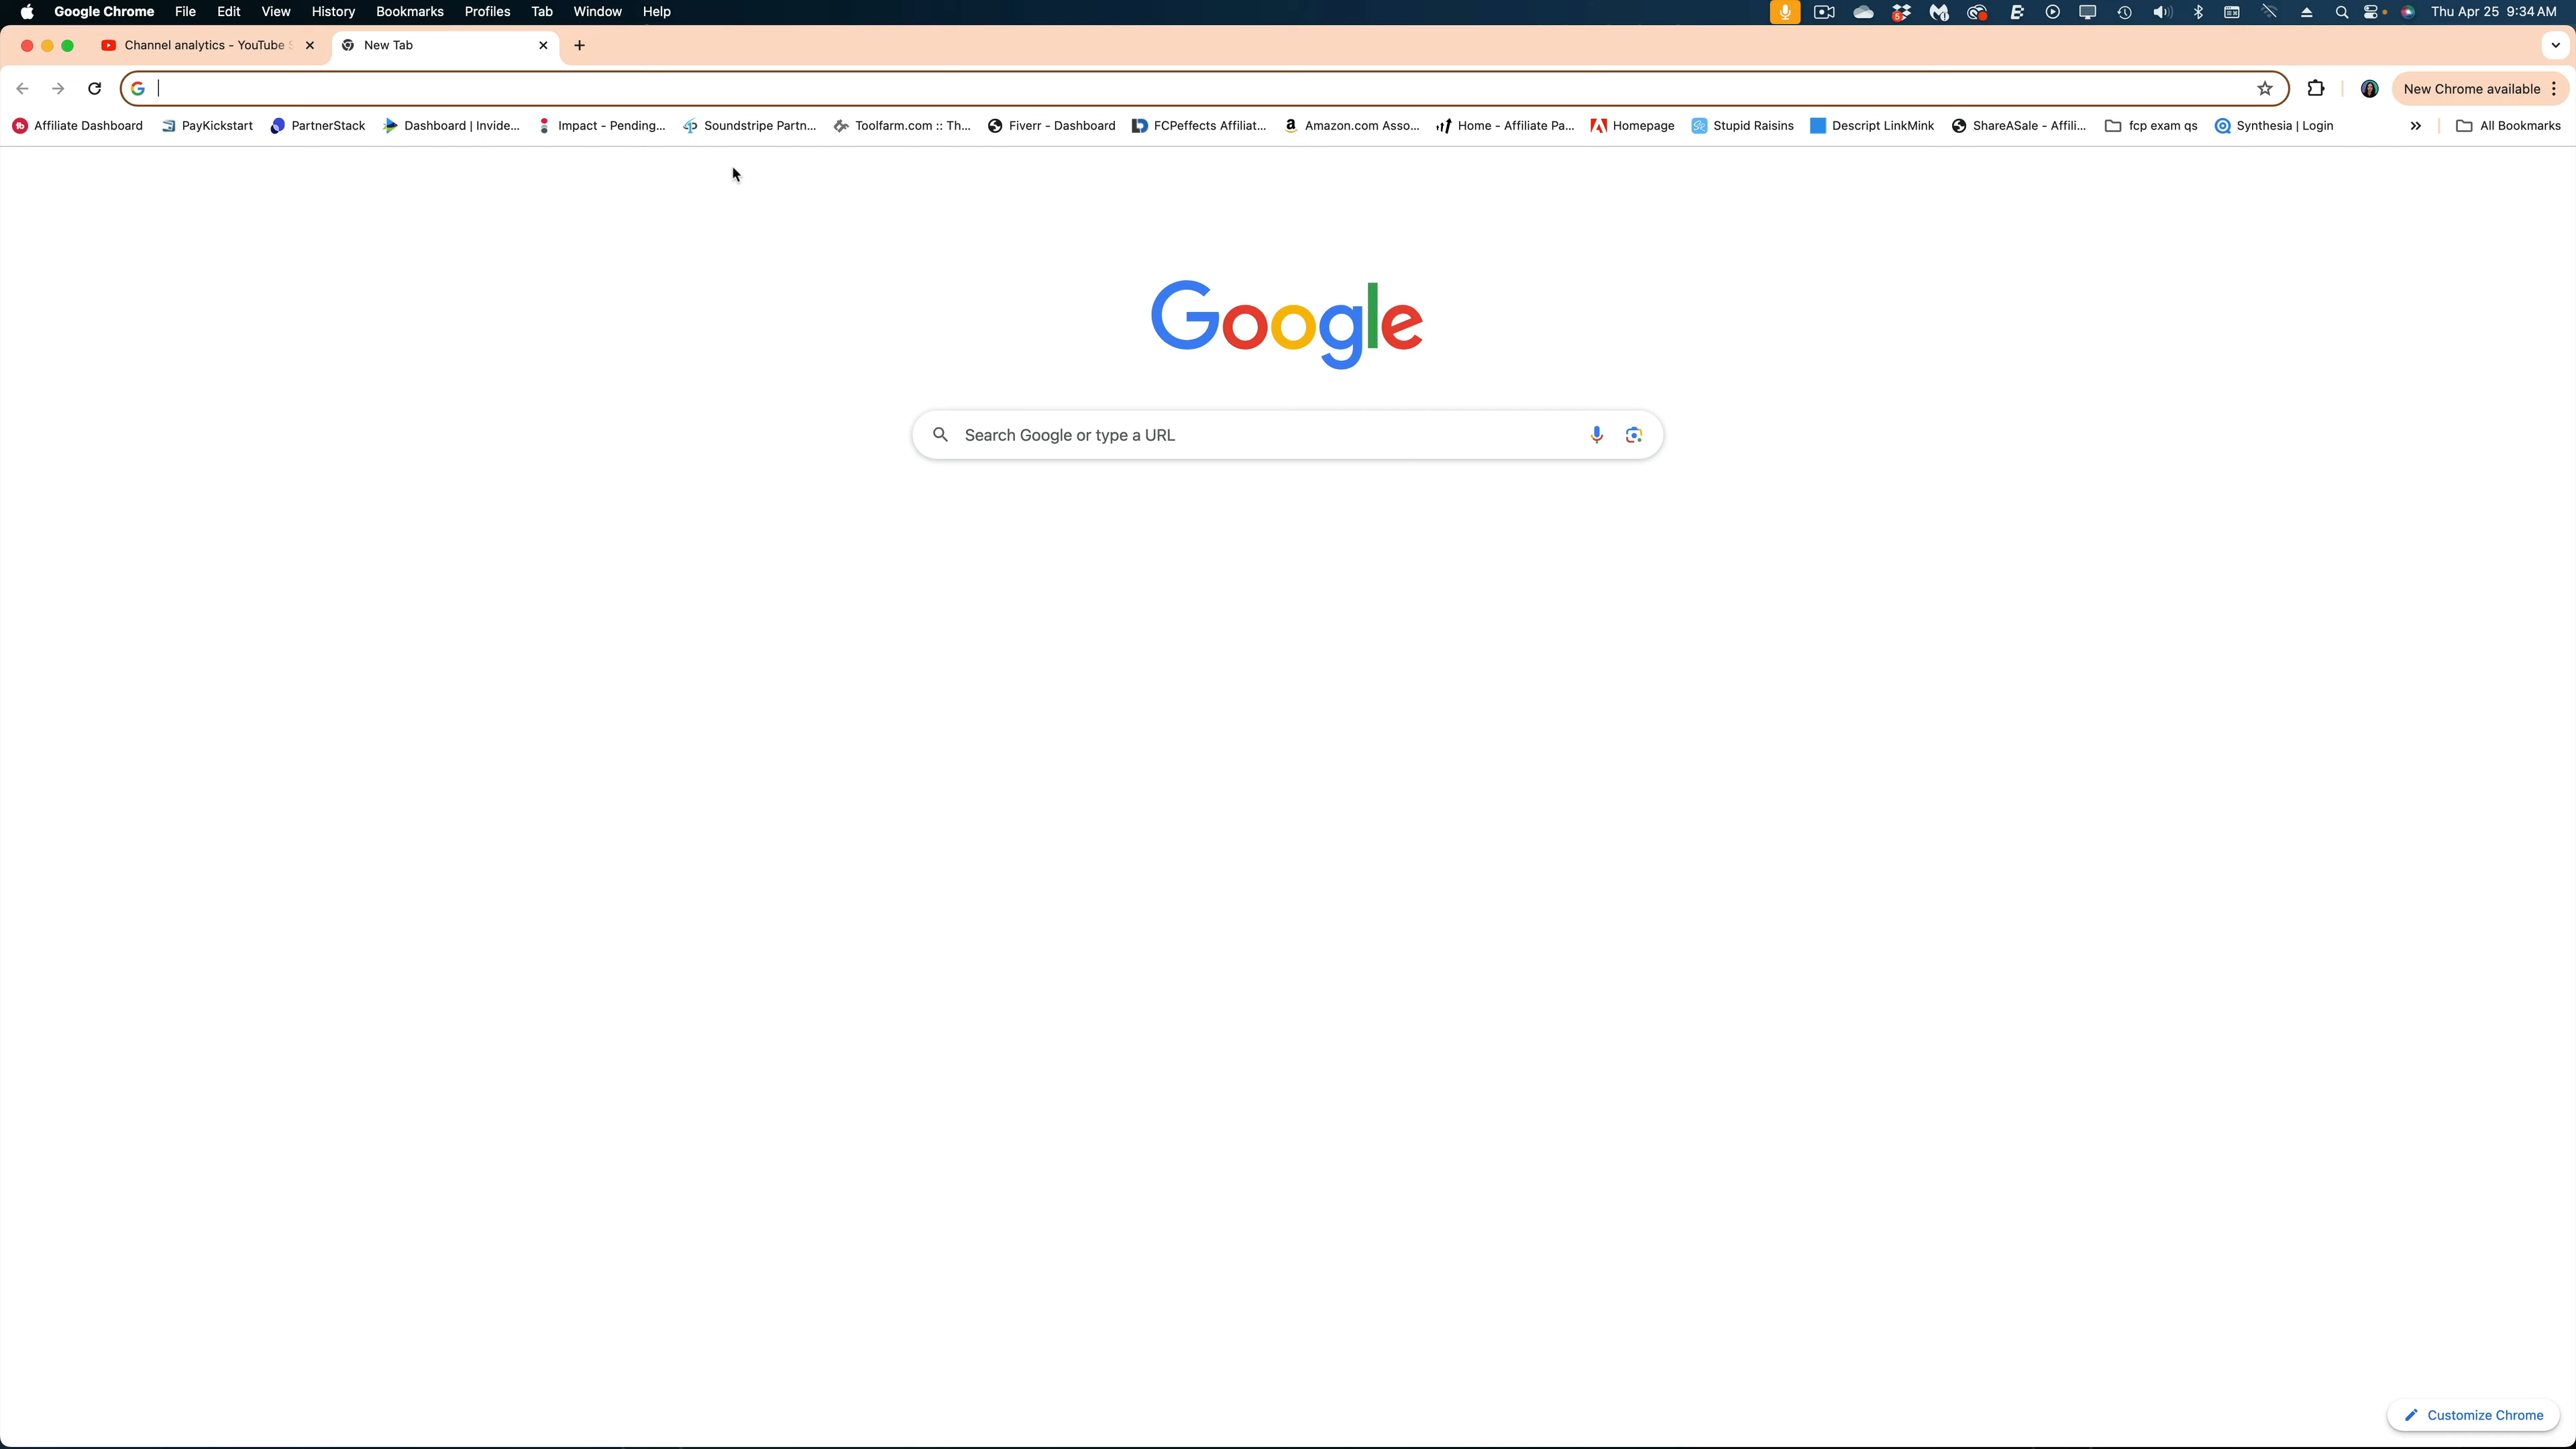 Google Chrome File Edit View History Bookmarks Profiles Tab Window Help 5 Thu Apr 25 9:34 AM
Channel analytics - YouTube New Tab
New Chrome available
Affiliate Dashboard PayKickstart PartnerStack Dashboard | Invide... Impact - Pending... Soundstripe Partn... Toolfarm.com :: Th... Fiverr - Dashboard FCPeffects Affiliat... Amazon.com Asso... Home - Affiliate Pa... Homepage Stupid Raisins Descript LinkMink ShareASale - Affili... fcp exam qs Synthesia | Login All Bookmarks
Google
Search Google or type a URL
Customize Chrome